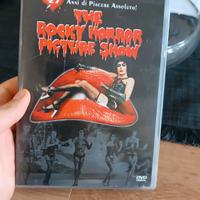 Anni di Piacere Assoluto!
THE
ROCKY HORROR
PICTURE SHOW
DVD